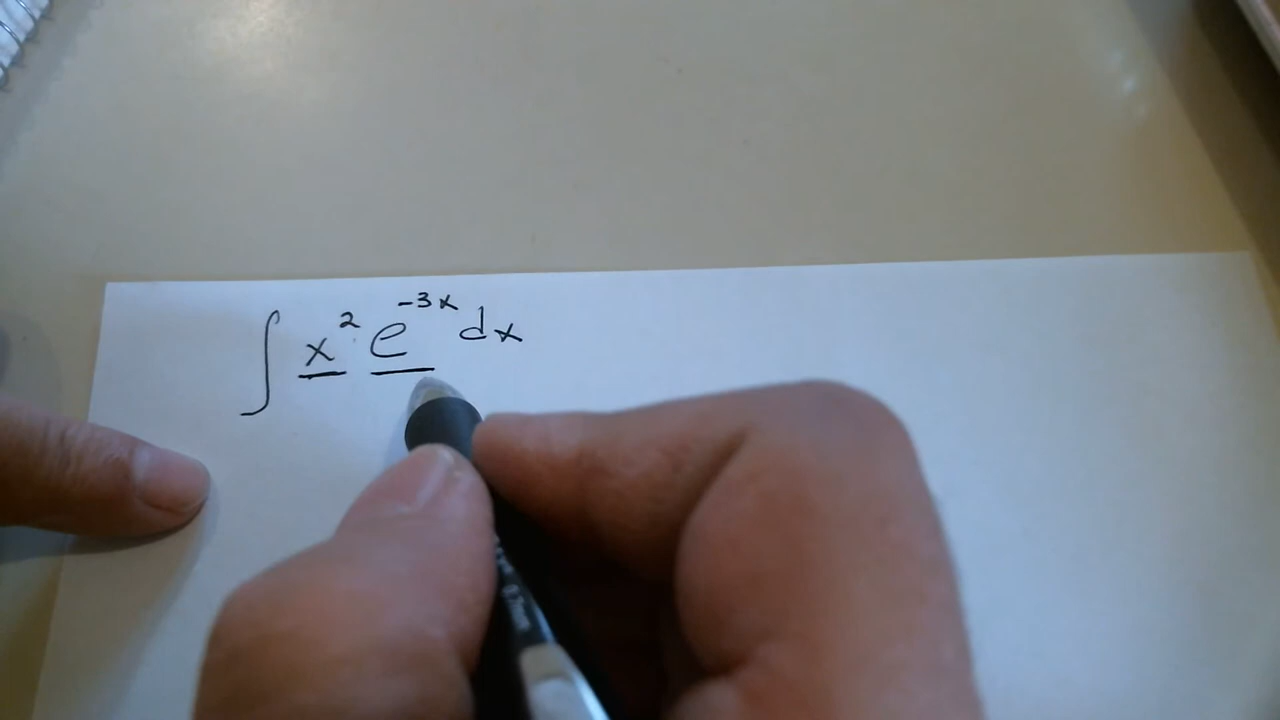 ∫ x² e⁻³ˣ dx